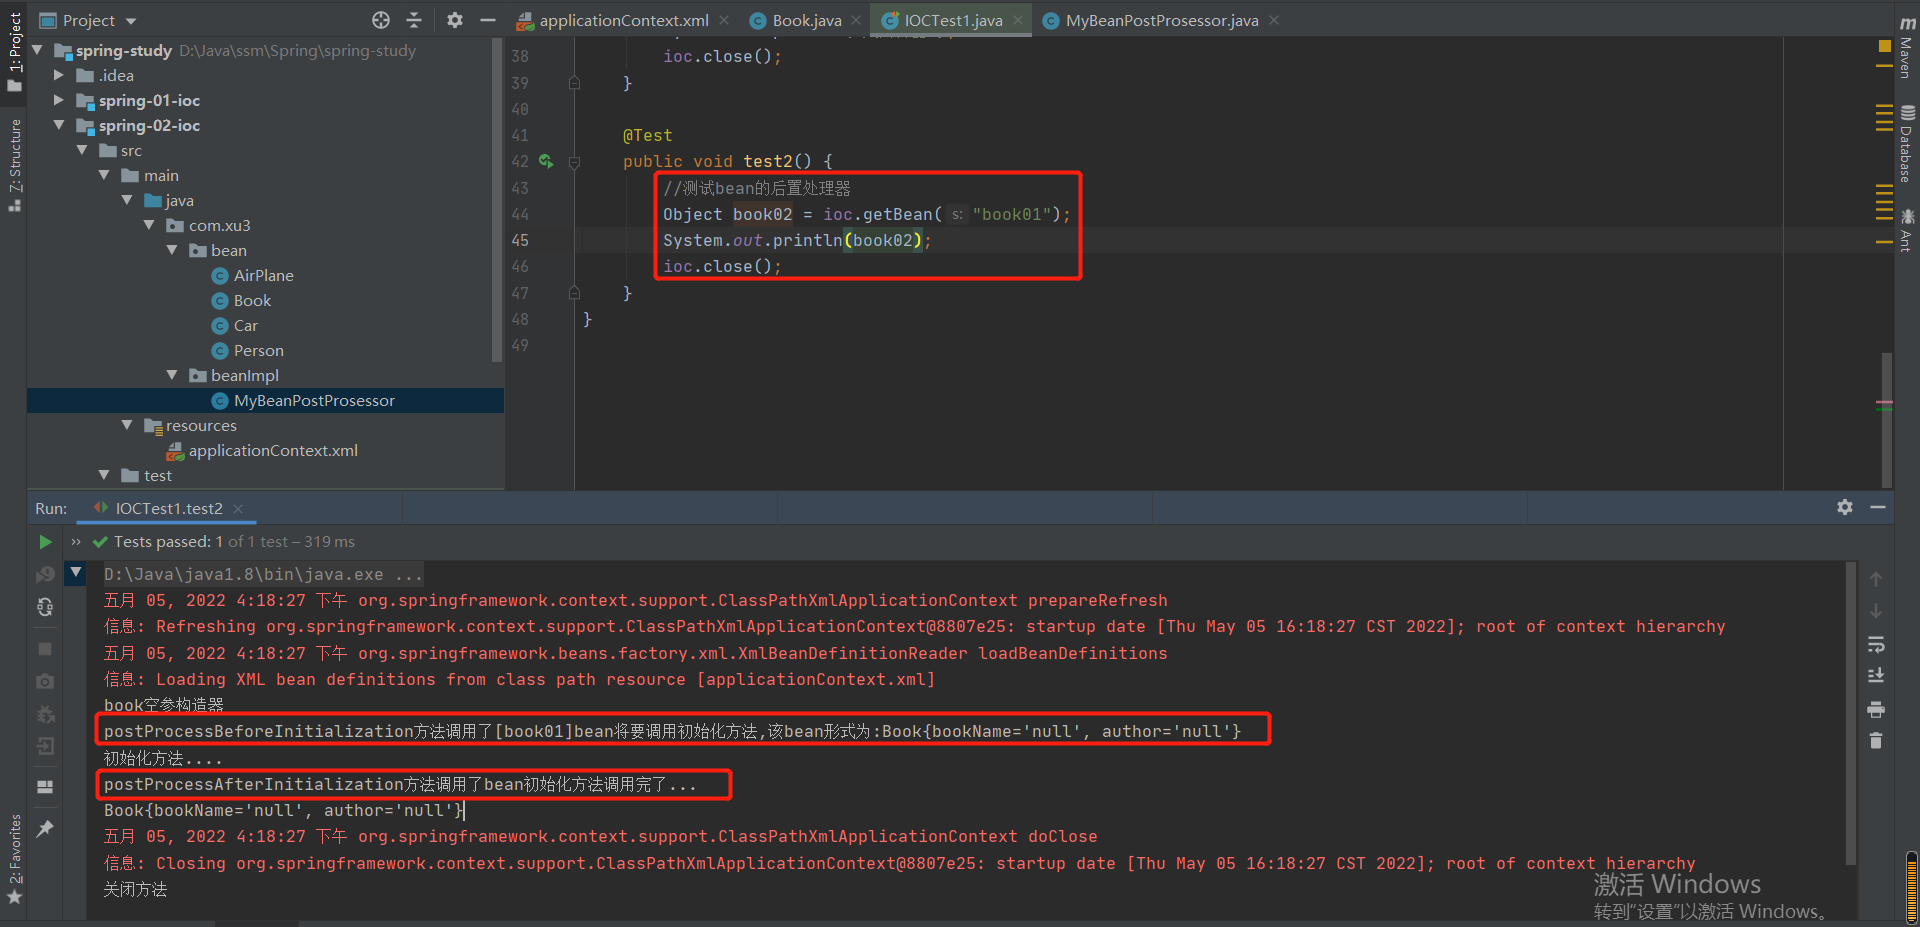 Project
applicationContext.xml
Book.java
IOCTest1.java
MyBeanPostProsessor.java
1: Project
7: Structure
2: Favorites
Maven
Database
Ant
spring-study D:\Java\ssm\Spring\spring-study
.idea
spring-01-ioc
spring-02-ioc
src
main
java
com.xu3
bean
AirPlane
Book
Car
Person
beanImpl
MyBeanPostProsessor
resources
applicationContext.xml
test
38 ioc.close();
39 }
40
41 @Test
42 public void test2() {
43 //测试bean的后置处理器
44 Object book02 = ioc.getBean( s: "book01");
45 System.out.println(book02);
46 ioc.close();
47 }
48 }
49
Run: IOCTest1.test2
Tests passed: 1 of 1 test – 319 ms
D:\Java\java1.8\bin\java.exe ...
五月 05, 2022 4:18:27 下午 org.springframework.context.support.ClassPathXmlApplicationContext prepareRefresh
信息: Refreshing org.springframework.context.support.ClassPathXmlApplicationContext@8807e25: startup date [Thu May 05 16:18:27 CST 2022]; root of context hierarchy
五月 05, 2022 4:18:27 下午 org.springframework.beans.factory.xml.XmlBeanDefinitionReader loadBeanDefinitions
信息: Loading XML bean definitions from class path resource [applicationContext.xml]
book空参构造器
postProcessBeforeInitialization方法调用了[book01]bean将要调用初始化方法,该bean形式为:Book{bookName='null', author='null'}
初始化方法....
postProcessAfterInitialization方法调用了bean初始化方法调用完了...
Book{bookName='null', author='null'}
五月 05, 2022 4:18:27 下午 org.springframework.context.support.ClassPathXmlApplicationContext doClose
信息: Closing org.springframework.context.support.ClassPathXmlApplicationContext@8807e25: startup date [Thu May 05 16:18:27 CST 2022]; root of context hierarchy
关闭方法
激活 Windows
转到“设置”以激活 Windows。